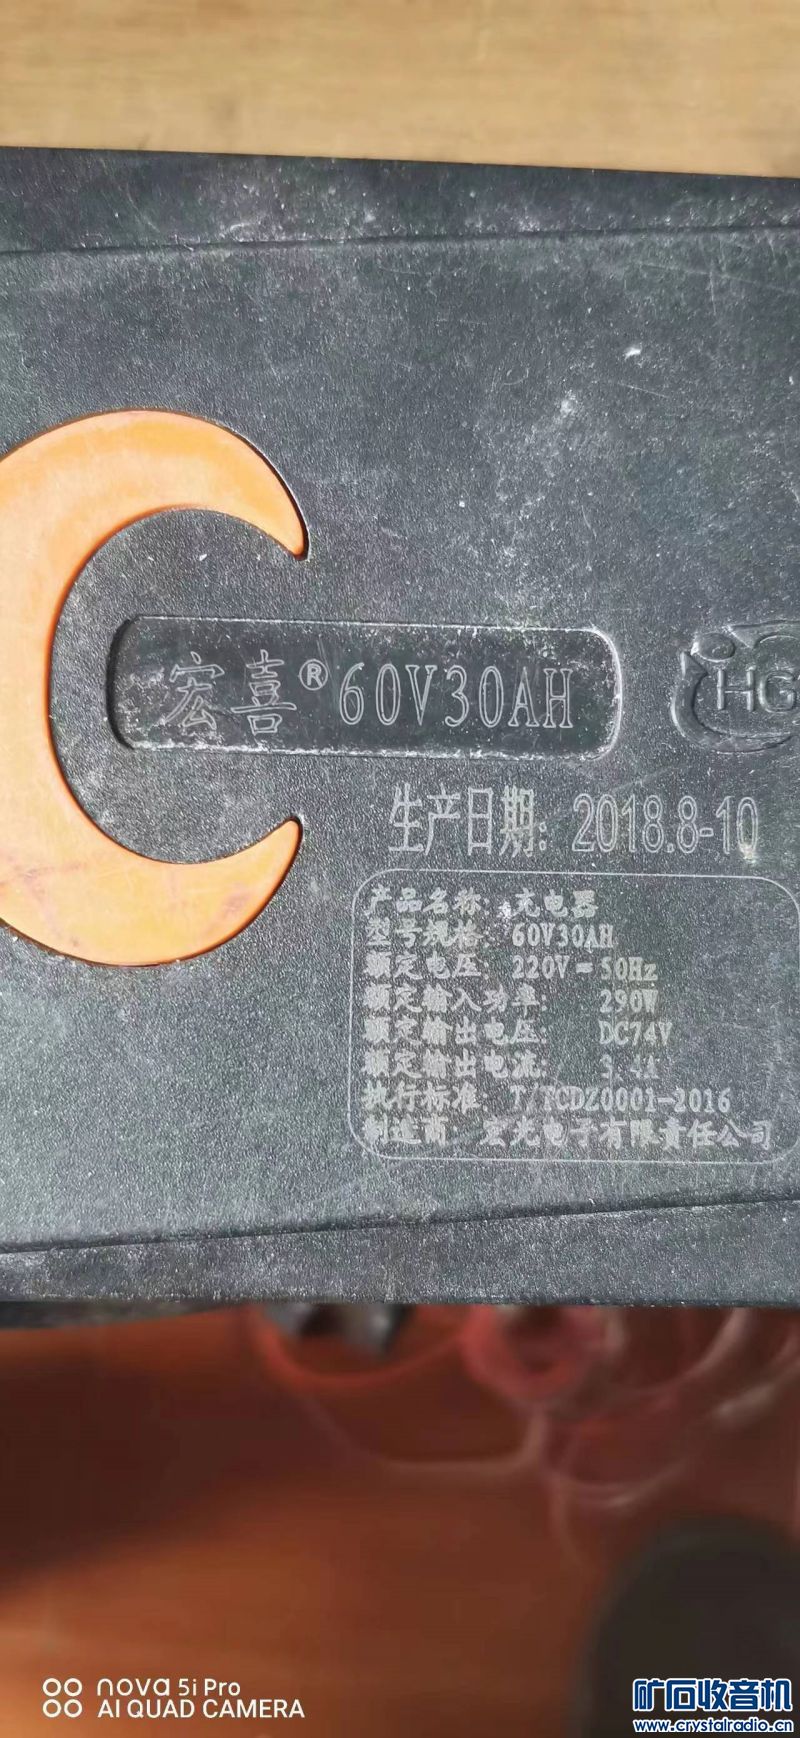 宏喜®60V30AH
HG
生产日期: 2018.8-10
产品名称: 充电器
型号规格: 60V30AH
额定电压: 220V=50Hz
额定输入功率: 290W
额定输出电压: DC74V
额定输出电流: 3.4A
执行标准: T/TCDZ0001-2016
制造商: 宏光电子有限责任公司
nova 5i Pro
AI QUAD CAMERA
矿石收音机
www.crystalradio.cn